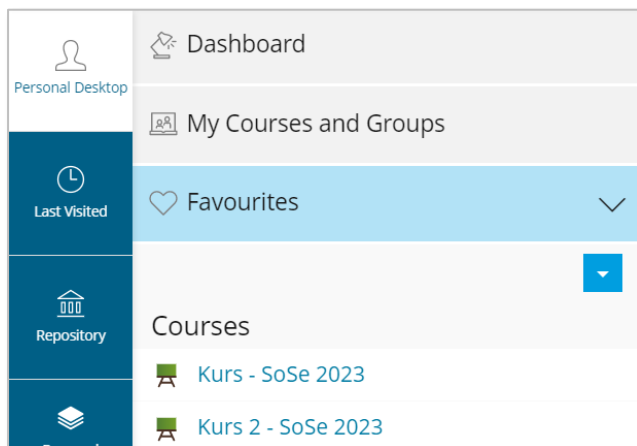 Personal Desktop
Dashboard
My Courses and Groups
Last Visited
Favourites
Repository
Courses
Kurs - SoSe 2023
Kurs 2 - SoSe 2023